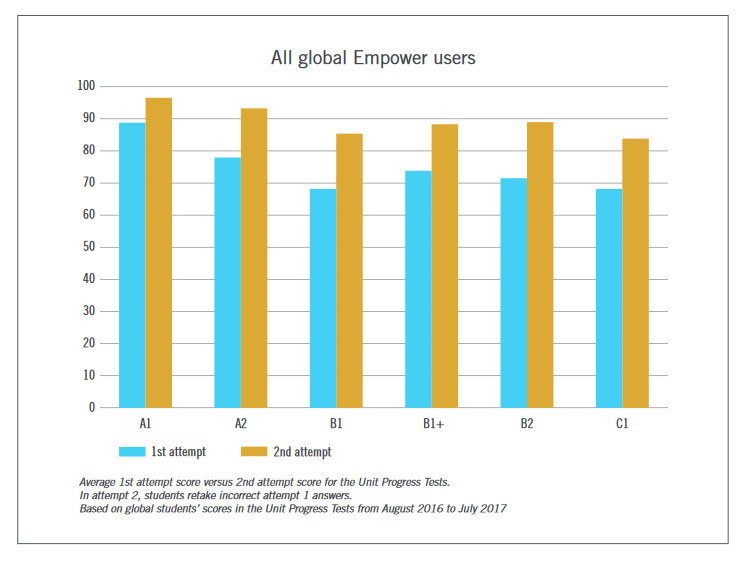 All global Empower users
100
90
80
70
60
50
40
30
20
10
0
A1 A2 B1 B1+ B2 C1
1st attempt 2nd attempt
Average 1st attempt score versus 2nd attempt score for the Unit Progress Tests.
In attempt 2, students retake incorrect attempt 1 answers.
Based on global students' scores in the Unit Progress Tests from August 2016 to July 2017